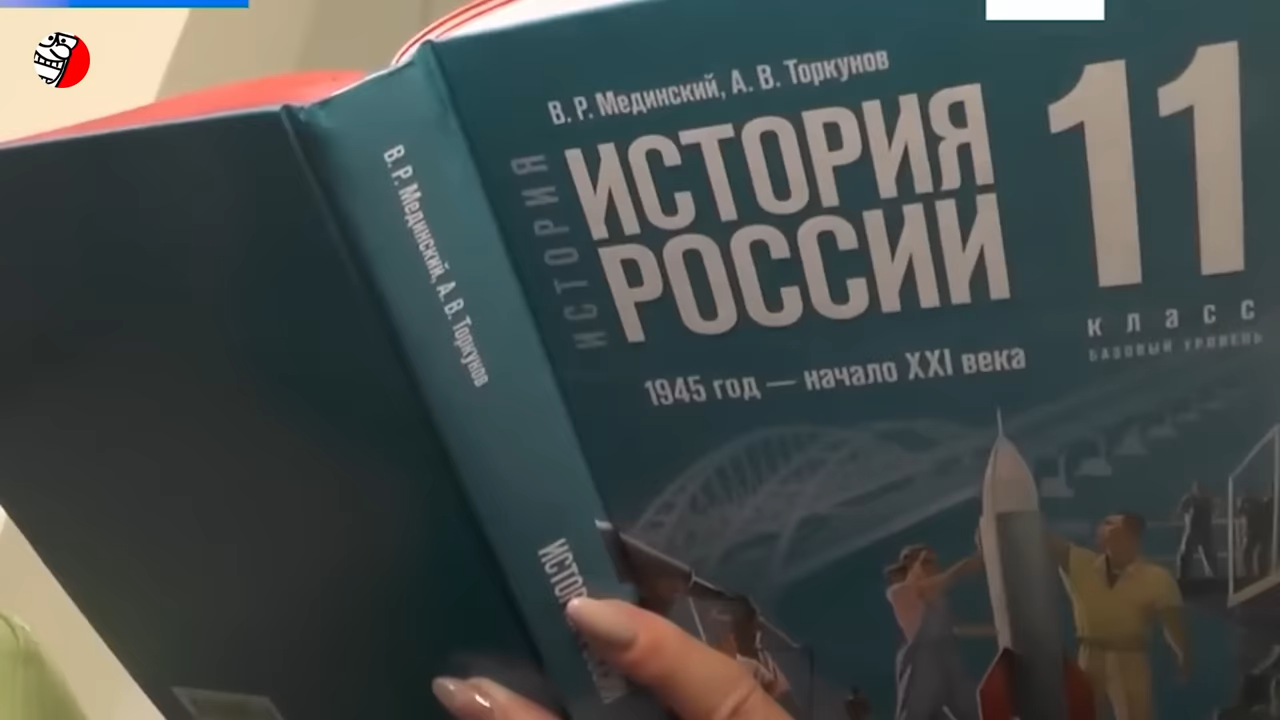 В. Р. Мединский, А. В. Торкунов
ИСТОРИЯ
ИСТОРИЯ
РОССИИ
11
класс
БАЗОВЫЙ УРОВЕНЬ
1945 год — начало XXI века
В. Р. Мединский, А. В. Торкунов